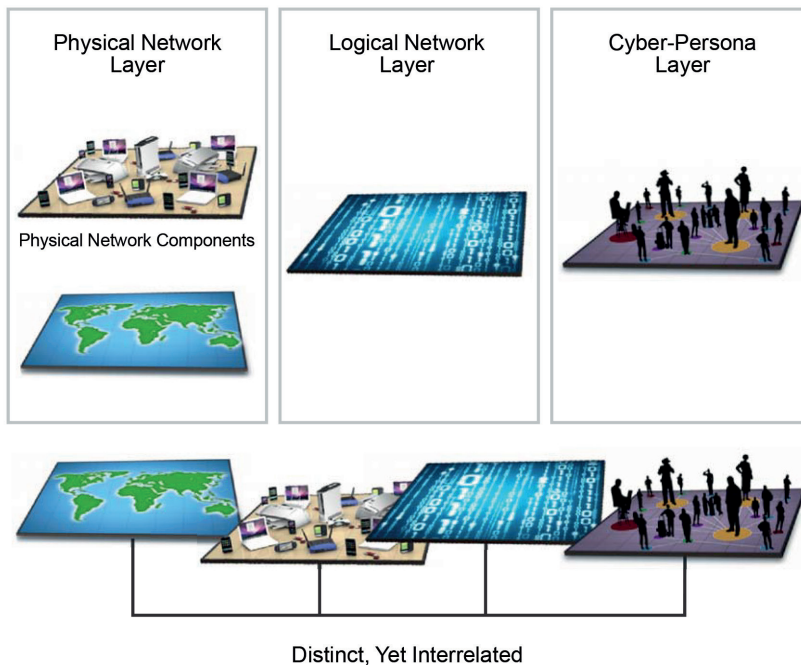 Physical Network
Layer
Logical Network
Layer
Cyber-Persona
Layer
Physical Network Components
Distinct, Yet Interrelated